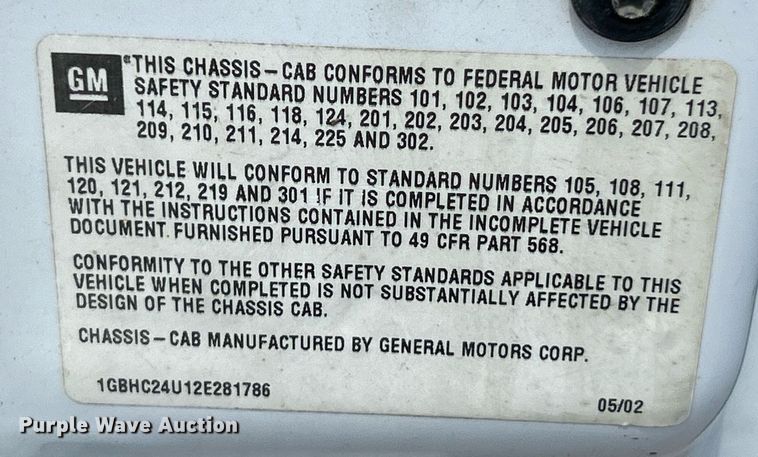 GM
*THIS CHASSIS-CAB CONFORMS TO FEDERAL MOTOR VEHICLE
SAFETY STANDARD NUMBERS 101, 102, 103, 104, 106, 107, 113,
114, 115, 116, 118, 124, 201, 202, 203, 204, 205, 206, 207, 208,
209, 210, 211, 214, 225 AND 302.
THIS VEHICLE WILL CONFORM TO STANDARD NUMBERS 105, 108, 111,
120, 121, 212, 219 AND 301 IF IT IS COMPLETED IN ACCORDANCE
WITH THE INSTRUCTIONS CONTAINED IN THE INCOMPLETE VEHICLE
DOCUMENT FURNISHED PURSUANT TO 49 CFR PART 568.
CONFORMITY TO THE OTHER SAFETY STANDARDS APPLICABLE TO THIS
VEHICLE WHEN COMPLETED IS NOT SUBSTANTIALLY AFFECTED BY THE
DESIGN OF THE CHASSIS CAB.
CHASSIS-CAB MANUFACTURED BY GENERAL MOTORS CORP.
1GBHC24U12E281786
05/02
Purple Wave Auction